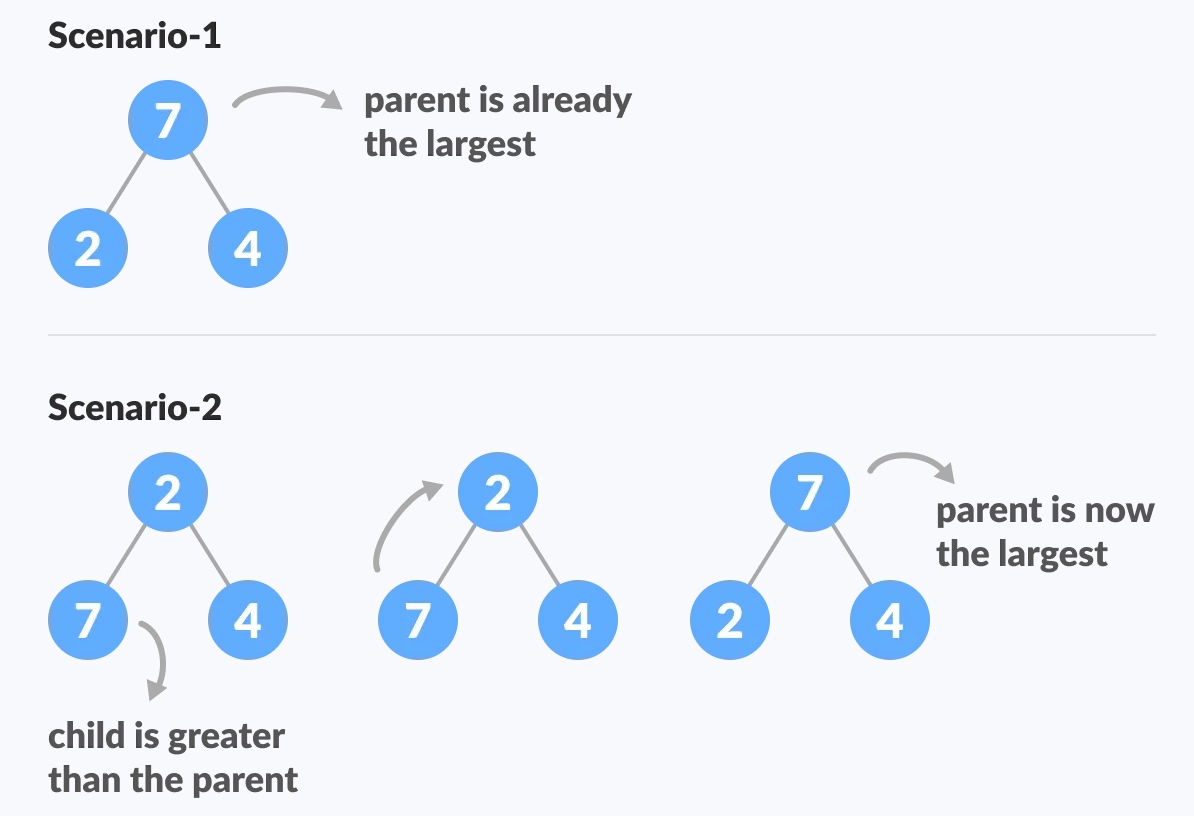 Scenario-1
7
parent is already
the largest
2 4
Scenario-2
2 2 7
parent is now
the largest
7 4 7 4 2 4
child is greater
than the parent